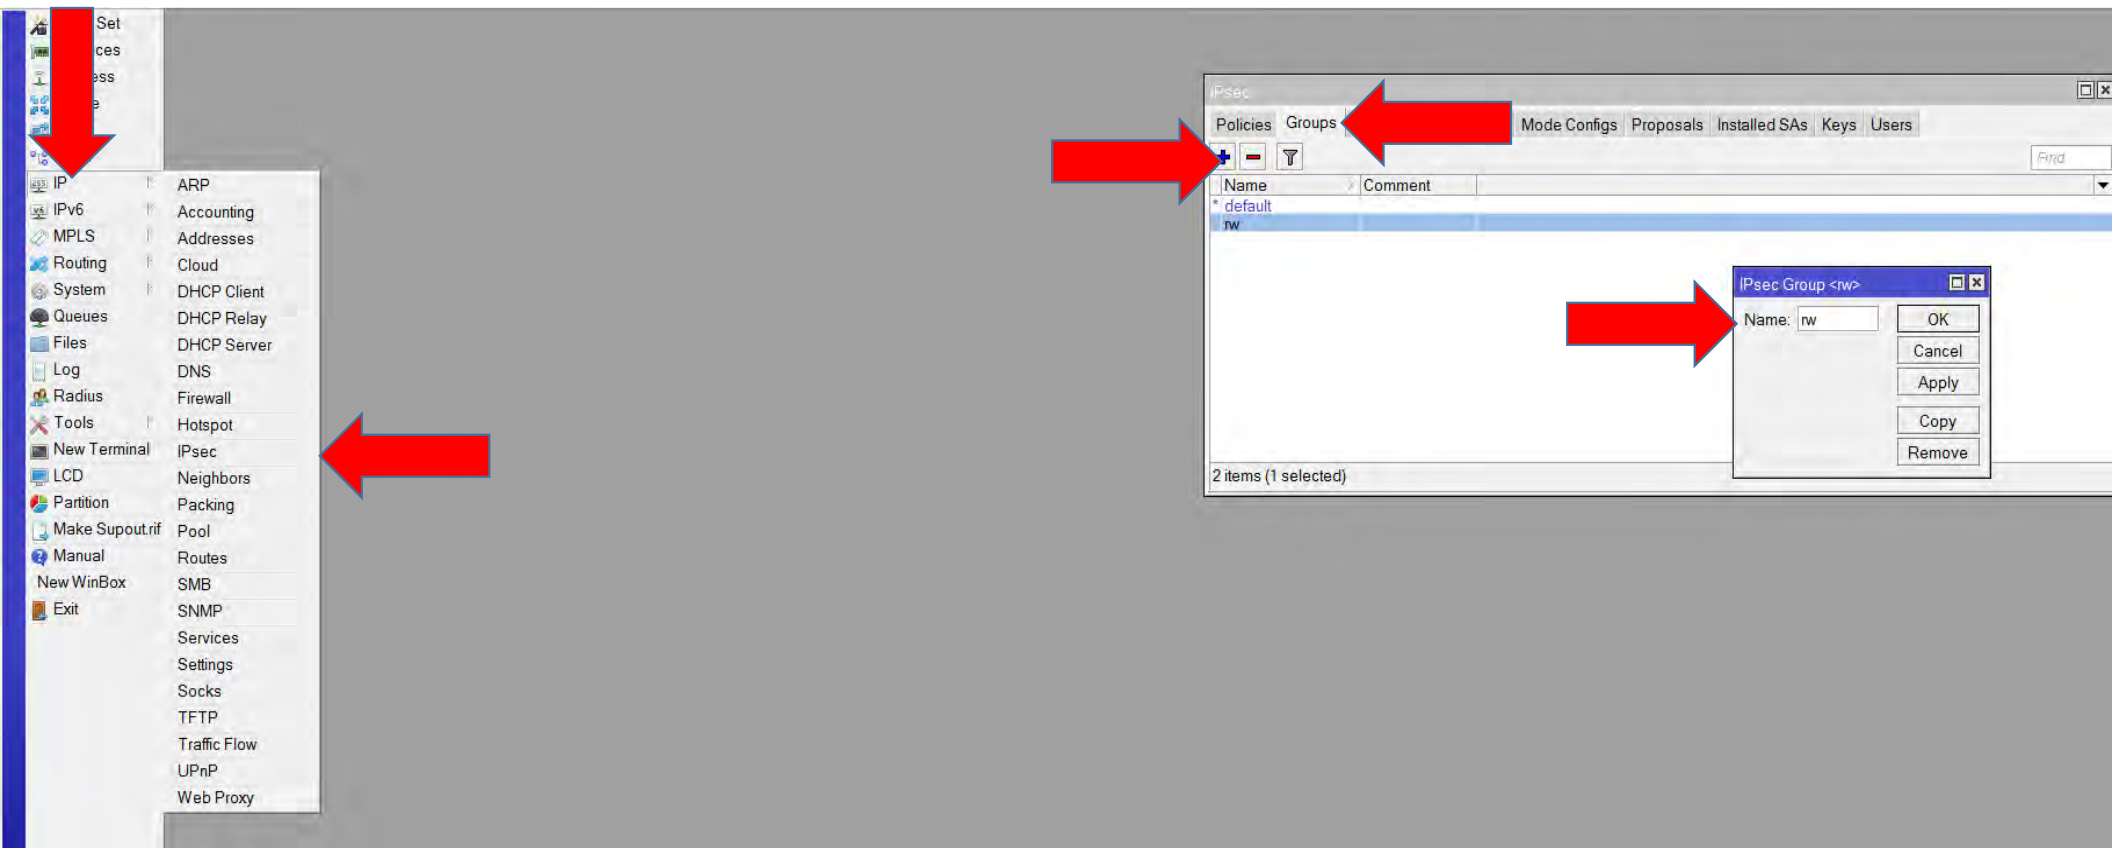 Set
ces
ess
e
IP
IPv6
MPLS
Routing
System
Queues
Files
Log
Radius
Tools
New Terminal
LCD
Partition
Make Supout.rif
Manual
New WinBox
Exit
ARP
Accounting
Addresses
Cloud
DHCP Client
DHCP Relay
DHCP Server
DNS
Firewall
Hotspot
IPsec
Neighbors
Packing
Pool
Routes
SMB
SNMP
Services
Settings
Socks
TFTP
Traffic Flow
UPnP
Web Proxy
IPsec
Policies Groups Mode Configs Proposals Installed SAs Keys Users
Find
Name Comment
* default
rw
IPsec Group <rw>
Name: rw
OK
Cancel
Apply
Copy
Remove
2 items (1 selected)